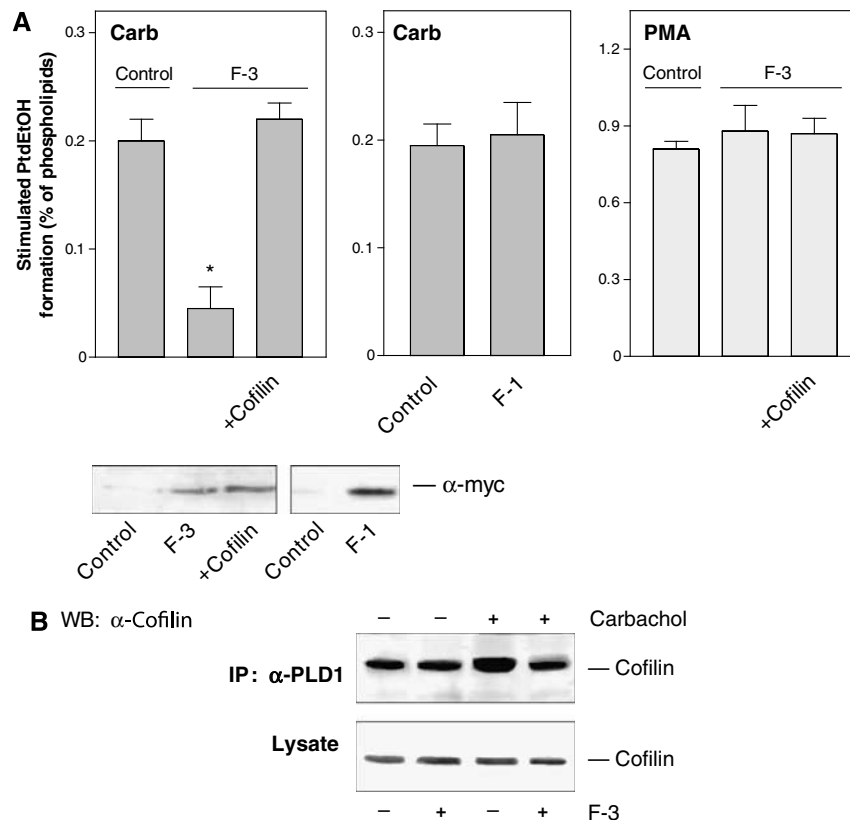 A
Stimulated PtdEtOH
formation (% of phospholipids)
0.3
0.2
0.1
0
Carb
Control
F-3
*
+Cofilin
0.3
0.2
0.1
0
Carb
Control
F-1
1.2
0.9
0.6
0.3
0
PMA
Control
F-3
+Cofilin
— α-myc
Control
F-3
+Cofilin
Control
F-1
B WB: α-Cofilin
– – + + Carbachol
IP: α-PLD1
— Cofilin
Lysate
— Cofilin
– + – + F-3